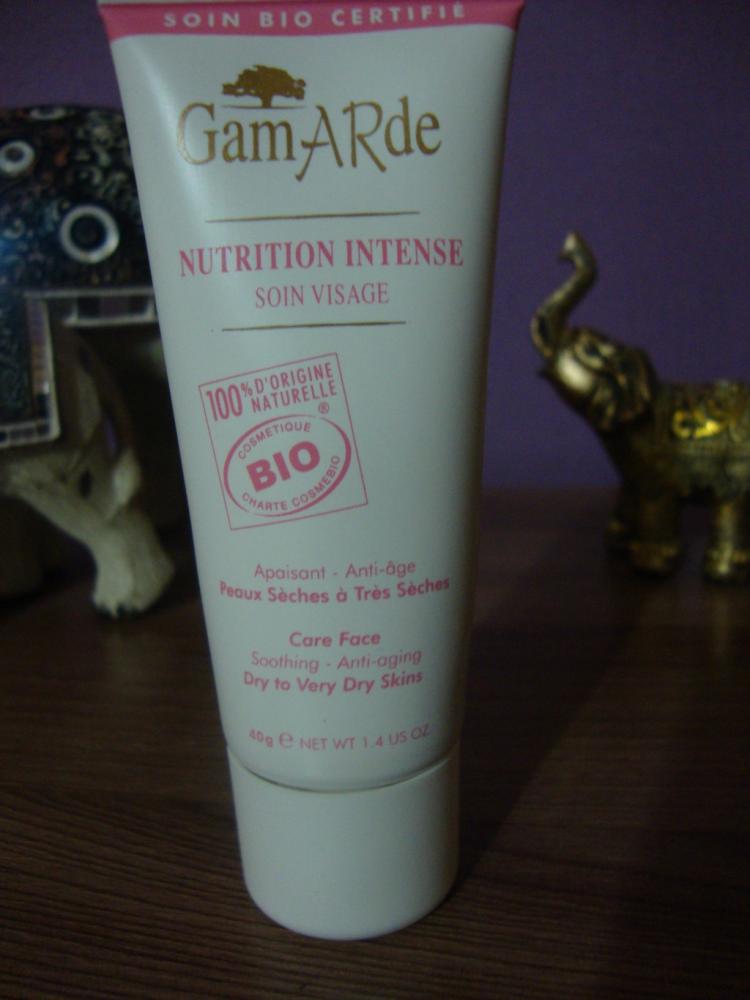 SOIN BIO CERTIFIÉ
GamARde
NUTRITION INTENSE
SOIN VISAGE
100% D'ORIGINE
NATURELLE
®
COSMETIQUE
BIO
CHARTE COSMEBIO
Apaisant - Anti-âge
Peaux Sèches à Très Sèches
Care Face
Soothing - Anti-aging
Dry to Very Dry Skins
40g ℮ NET WT 1.4 US OZ